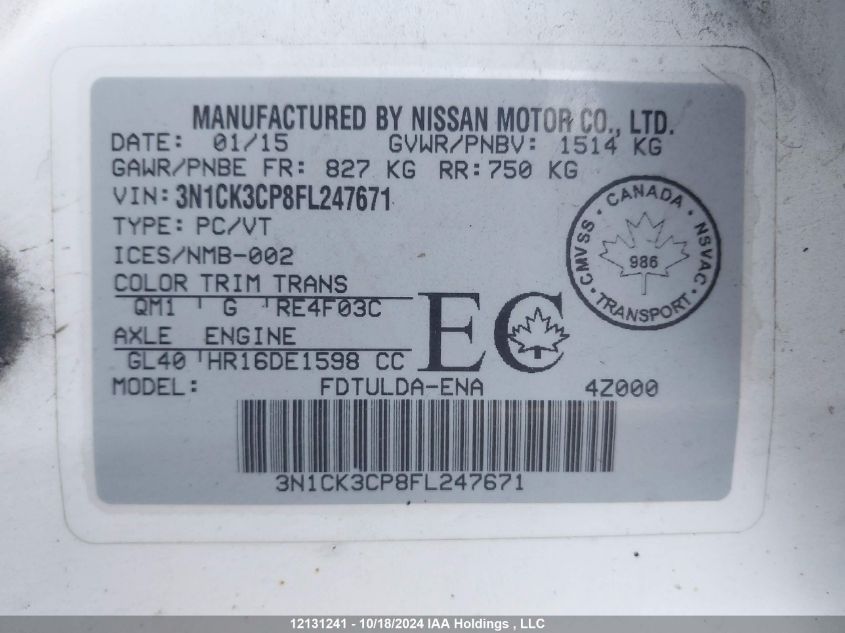 MANUFACTURED BY NISSAN MOTOR CO., LTD.
DATE: 01/15 GVWR/PNBV: 1514 KG
GAWR/PNBE FR: 827 KG RR:750 KG
VIN: 3N1CK3CP8FL247671
TYPE: PC/VT
ICES/NMB-002
COLOR TRIM TRANS
QM1 G RE4F03C
AXLE ENGINE
GL40 HR16DE1598 CC
EC
CANADA
CMVSS · NSVAC
986
TRANSPORT
MODEL: FDTULDA-ENA 4Z000
3N1CK3CP8FL247671
12131241 - 10/18/2024 IAA Holdings , LLC